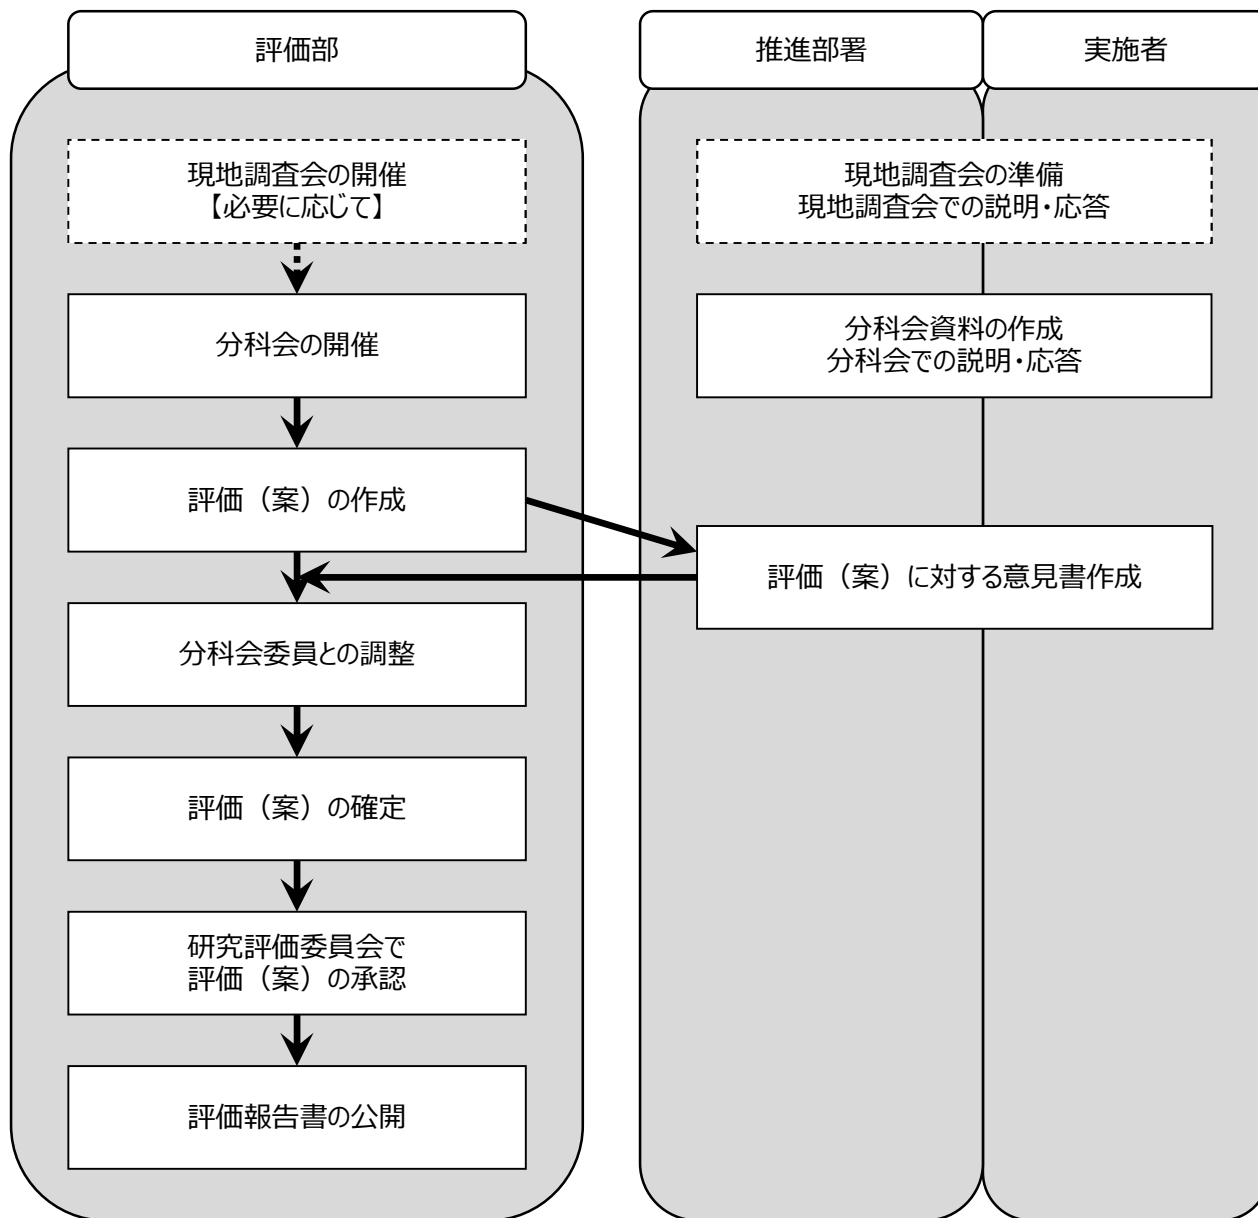 評価部
推進部署
実施者
現地調査会の開催
【必要に応じて】
現地調査会の準備
現地調査会での説明・応答
分科会の開催
分科会資料の作成
分科会での説明・応答
評価（案）の作成
評価（案）に対する意見書作成
分科会委員との調整
評価（案）の確定
研究評価委員会で
評価（案）の承認
評価報告書の公開